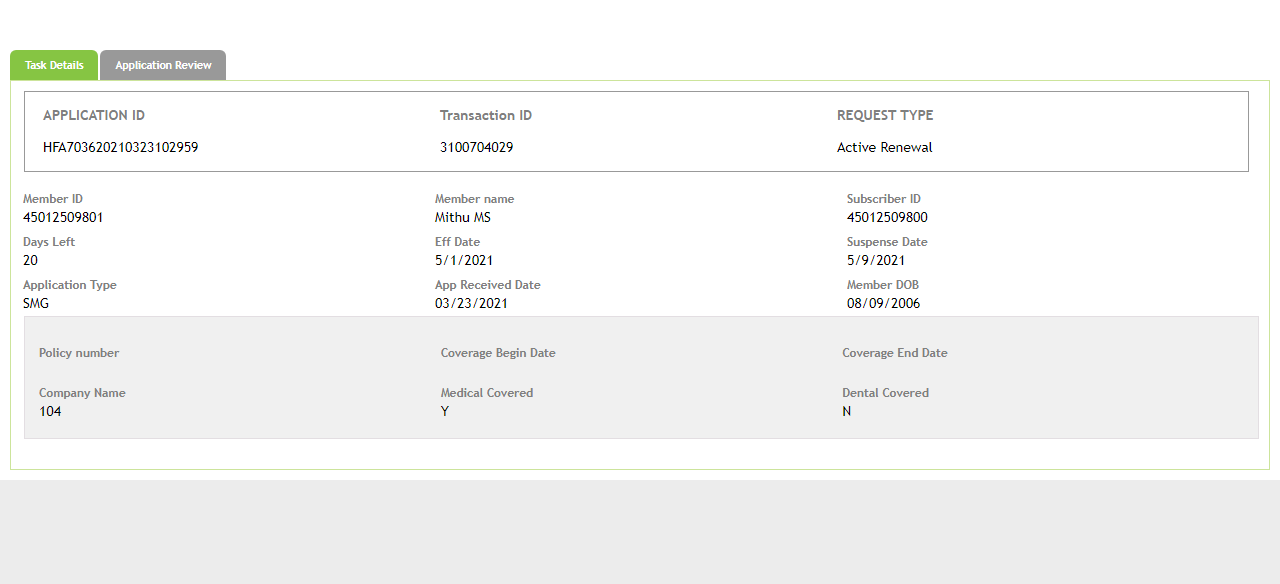 Task Details Application Review
APPLICATION ID Transaction ID REQUEST TYPE
HFA703620210323102959 3100704029 Active Renewal
Member ID Member name Subscriber ID
45012509801 Mithu MS 45012509800
Days Left Eff Date Suspense Date
20 5/1/2021 5/9/2021
Application Type App Received Date Member DOB
SMG 03/23/2021 08/09/2006
Policy number Coverage Begin Date Coverage End Date
Company Name Medical Covered Dental Covered
104 Y N